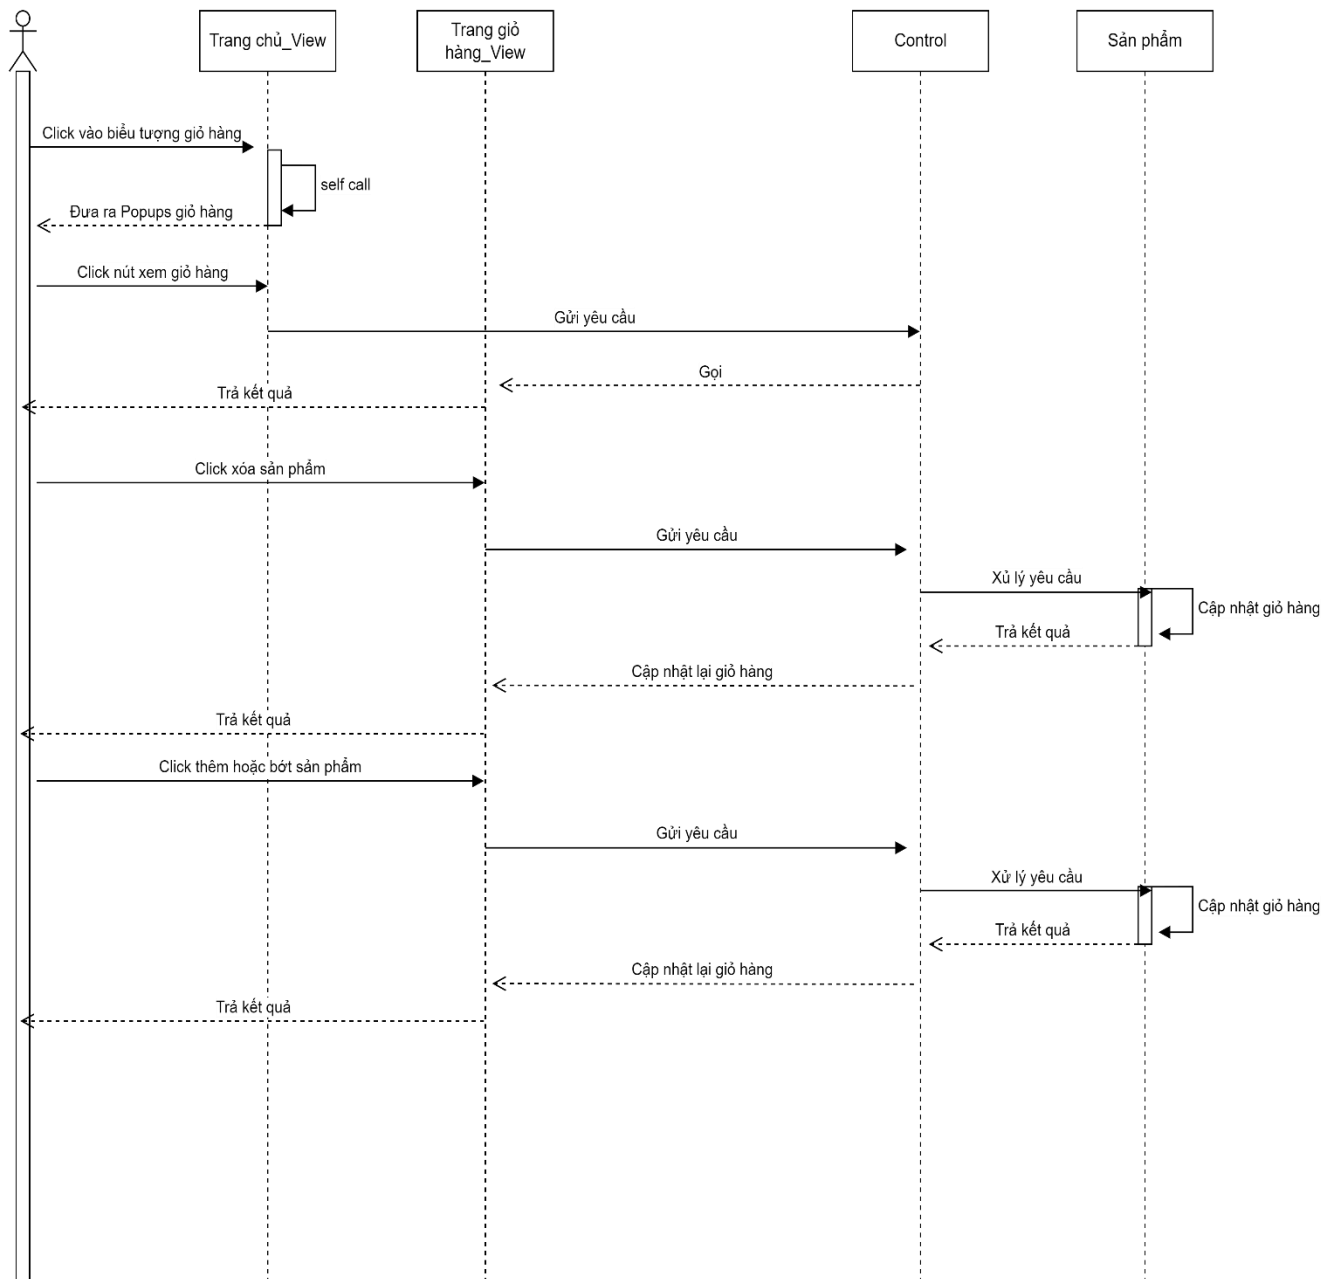 Trang chủ_View
Trang giỏ
hàng_View
Control
Sản phẩm
Click vào biểu tượng giỏ hàng
self call
Đưa ra Popups giỏ hàng
Click nút xem giỏ hàng
Gửi yêu cầu
Gọi
Trả kết quả
Click xóa sản phẩm
Gửi yêu cầu
Xủ lý yêu cầu
Cập nhật giỏ hàng
Trả kết quả
Cập nhật lại giỏ hàng
Trả kết quả
Click thêm hoặc bớt sản phẩm
Gửi yêu cầu
Xử lý yêu cầu
Cập nhật giỏ hàng
Trả kết quả
Cập nhật lại giỏ hàng
Trả kết quả